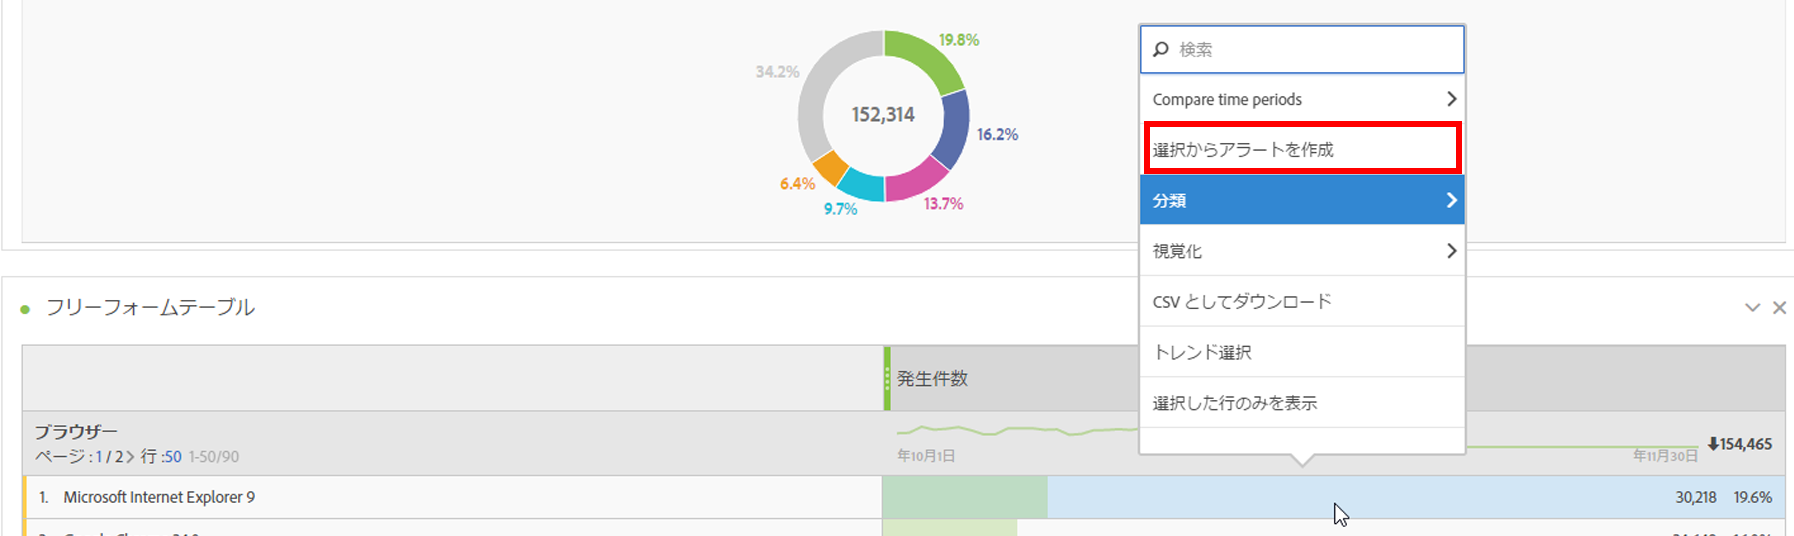 19.8%
34.2%
152,314
16.2%
6.4%
9.7%
13.7%
検索
Compare time periods
選択からアラートを作成
分類
視覚化
CSV としてダウンロード
トレンド選択
選択した行のみを表示
フリーフォームテーブル
発生件数
ブラウザー
ページ : 1 / 2 > 行 :50 1-50/90
年10月1日
年11月30日
154,465
1. Microsoft Internet Explorer 9
30,218 19.6%